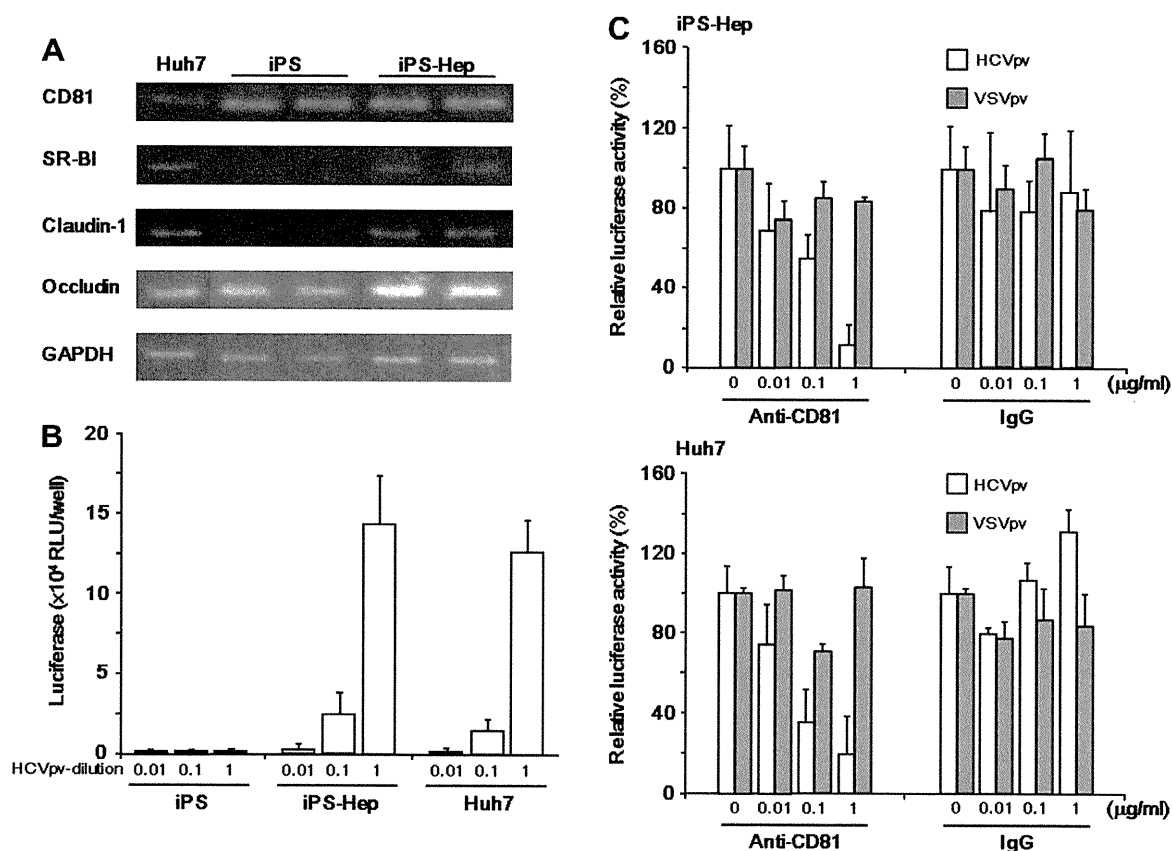 A
Huh7 iPS iPS-Hep
CD81
SR-BI
Claudin-1
Occludin
GAPDH
B
Luciferase (x10⁴ RLU/well)
20
15
10
5
0
HCVpv-dilution 0.01 0.1 1 0.01 0.1 1 0.01 0.1 1
iPS iPS-Hep Huh7
C
iPS-Hep
Relative luciferase activity (%)
160
120
80
40
0
HCVpv
VSVpv
0 0.01 0.1 1 0 0.01 0.1 1 (µg/ml)
Anti-CD81 IgG
Huh7
Relative luciferase activity (%)
160
120
80
40
0
HCVpv
VSVpv
0 0.01 0.1 1 0 0.01 0.1 1 (µg/ml)
Anti-CD81 IgG